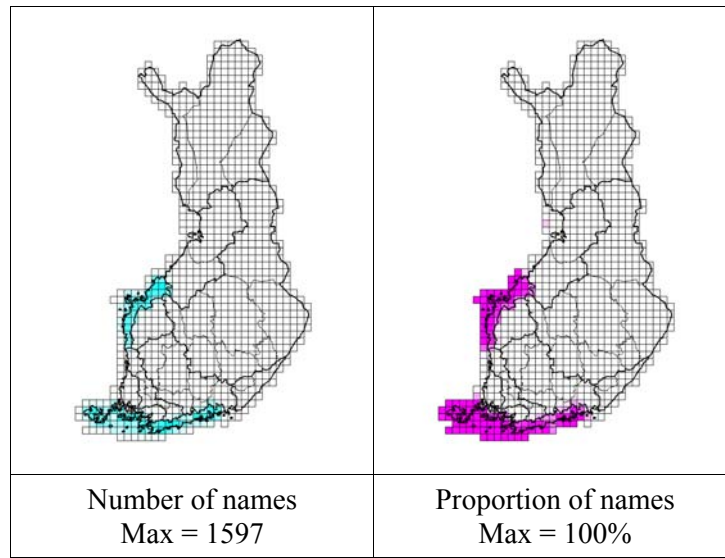 Number of names
Max = 1597
Proportion of names
Max = 100%